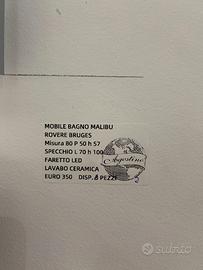 MOBILE BAGNO MALIBU
ROVERE BRUGES
Misura 80 P 50 h 57
SPECCHIO L 70 h 100
FARETTO LED
LAVABO CERAMICA
EURO 350 DISP. PEZZI
Agostino
subito